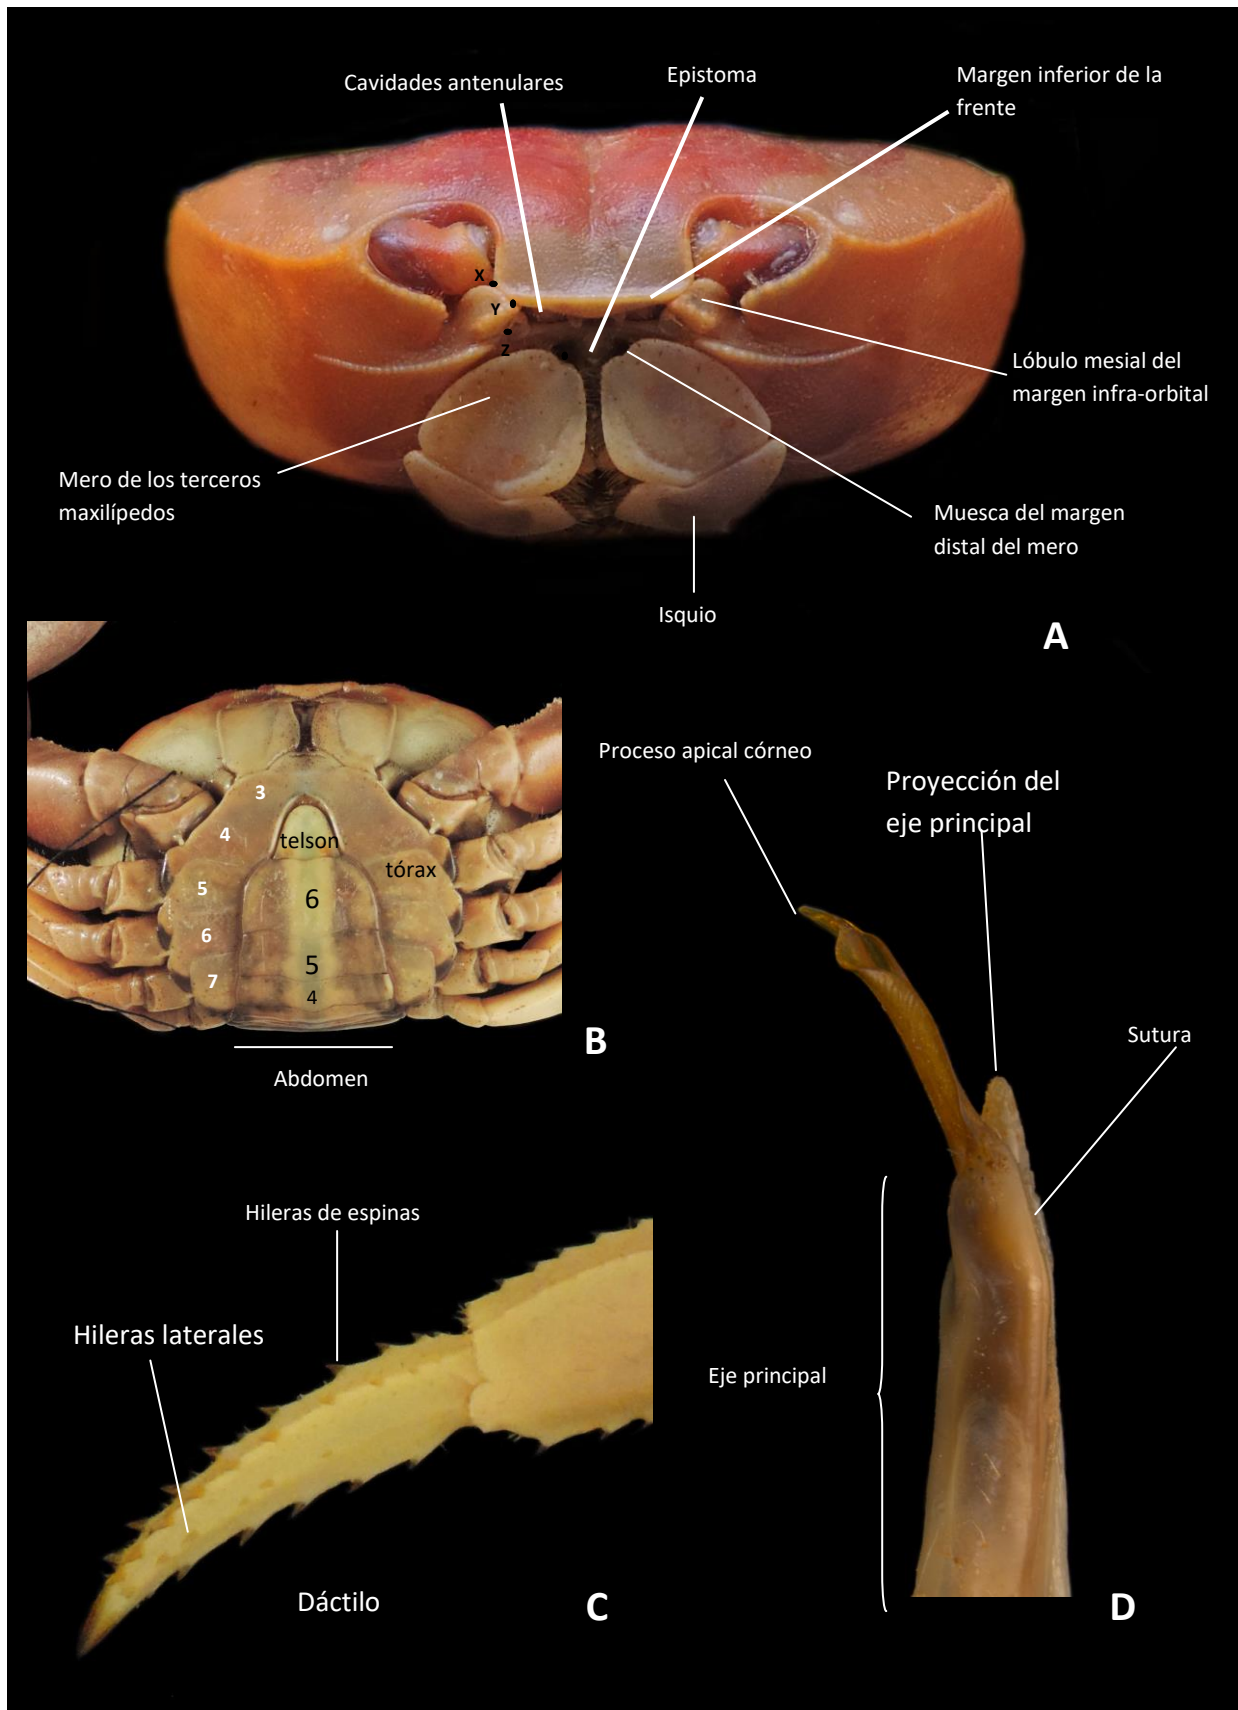 Cavidades antenulares
Epistoma
Margen inferior de la
frente
X
Y
Z
Lóbulo mesial del
margen infra-orbital
Mero de los terceros
maxilípedos
Muesca del margen
distal del mero
Isquio
A
3
4
telson
tórax
5
6
6
7
5
4
B
Abdomen
Proceso apical córneo
Proyección del
eje principal
Sutura
Eje principal
D
Hileras de espinas
Hileras laterales
Dáctilo
C